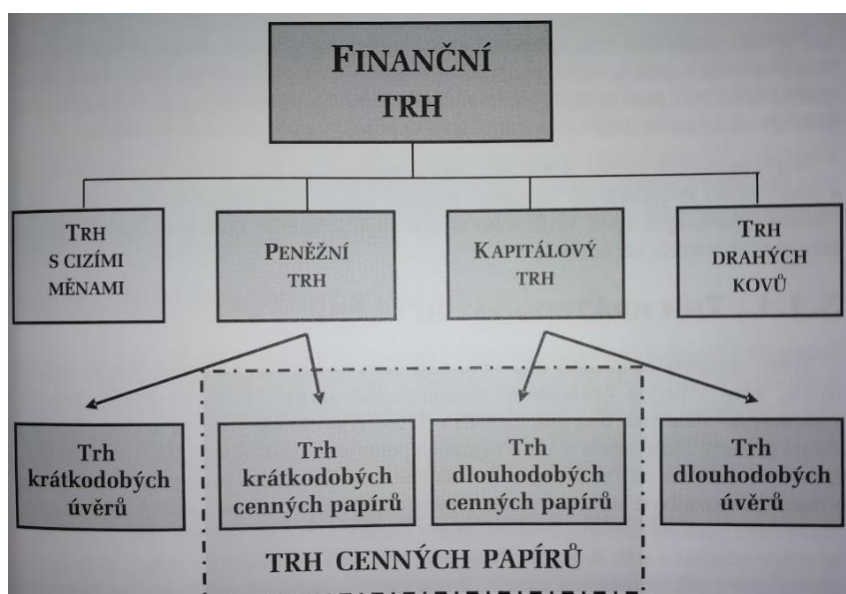 FINANČNÍ
TRH
TRH
S CIZÍMI
MĚNAMI
PENĚŽNÍ
TRH
KAPITÁLOVÝ
TRH
TRH
DRAHÝCH
KOVŮ
Trh
krátkodobých
úvěrů
Trh
krátkodobých
cenných papírů
Trh
dlouhodobých
cenných papírů
Trh
dlouhodobých
úvěrů
TRH CENNÝCH PAPÍRŮ